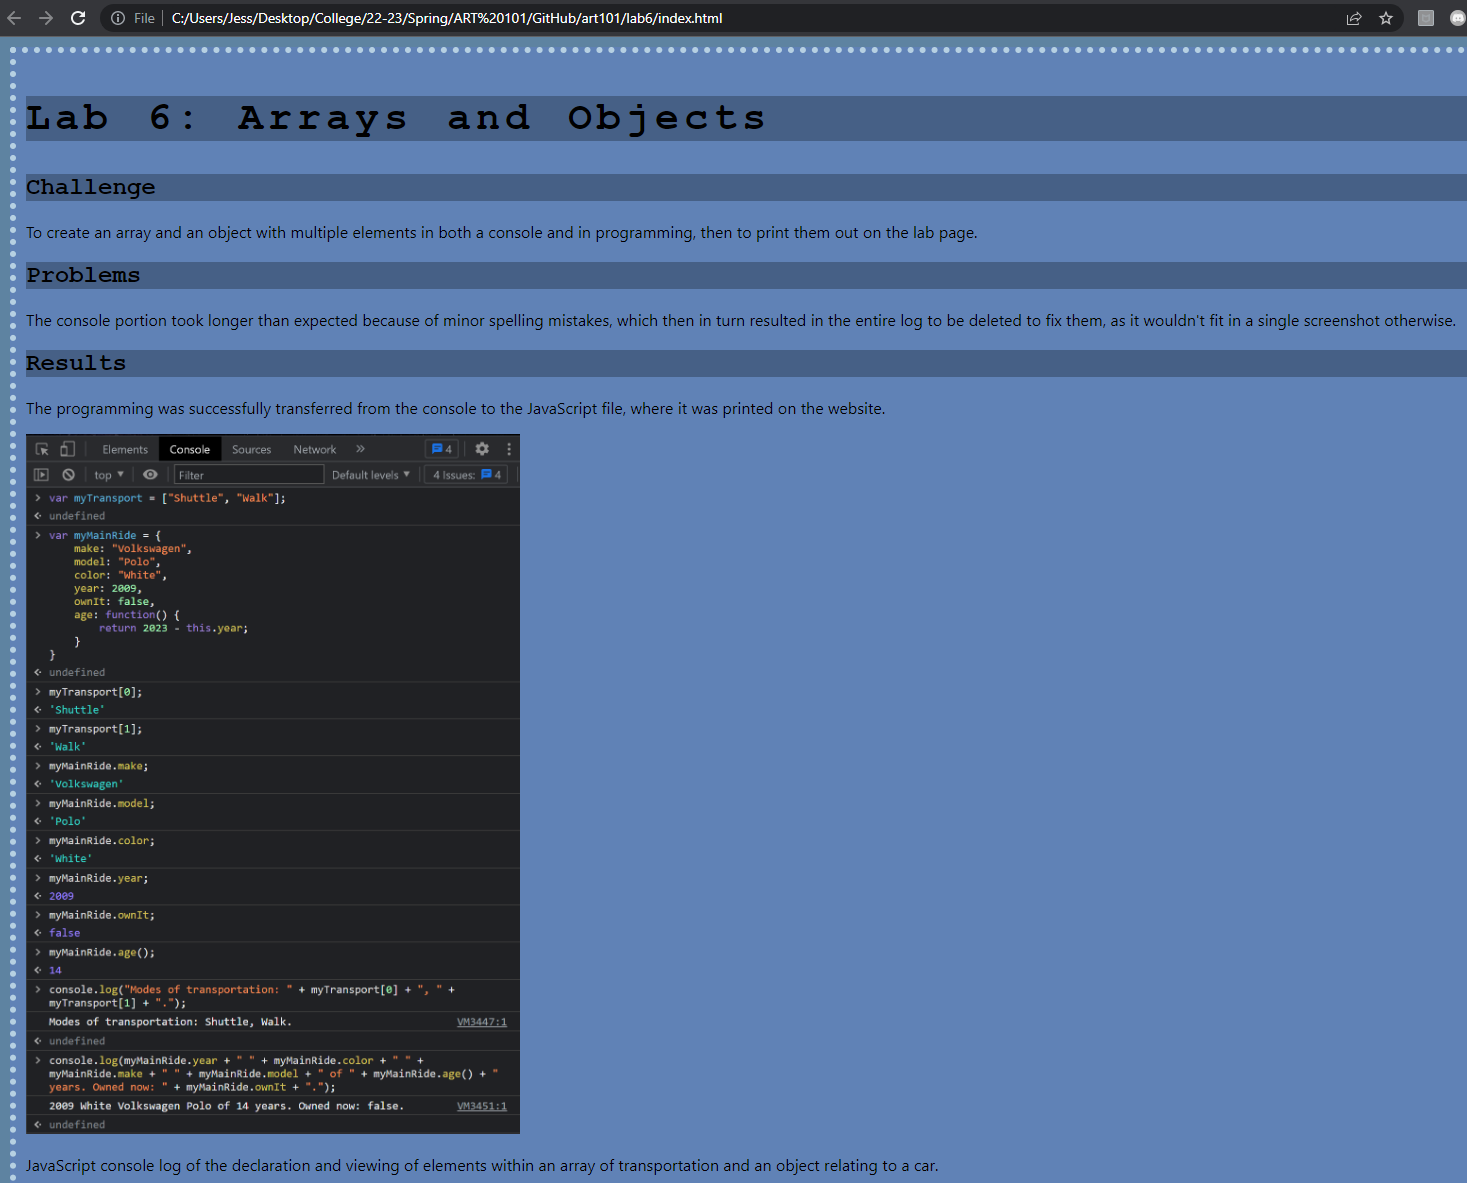 File C:/Users/Jess/Desktop/College/22-23/Spring/ART%20101/GitHub/art101/lab6/index.html
Lab 6: Arrays and Objects
Challenge
To create an array and an object with multiple elements in both a console and in programming, then to print them out on the lab page.
Problems
The console portion took longer than expected because of minor spelling mistakes, which then in turn resulted in the entire log to be deleted to fix them, as it wouldn't fit in a single screenshot otherwise.
Results
The programming was successfully transferred from the console to the JavaScript file, where it was printed on the website.
Elements Console Sources Network » 4
top ▼ Filter Default levels ▼ 4 Issues: 4
> var myTransport = ["Shuttle", "Walk"];
undefined
> var myMainRide = {
make: "Volkswagen",
model: "Polo",
color: "White",
year: 2009,
ownIt: false,
age: function() {
return 2023 - this.year;
}
}
undefined
> myTransport[0];
'Shuttle'
> myTransport[1];
'Walk'
> myMainRide.make;
'Volkswagen'
> myMainRide.model;
'Polo'
> myMainRide.color;
'White'
> myMainRide.year;
2009
> myMainRide.ownIt;
false
> myMainRide.age();
14
> console.log("Modes of transportation: " + myTransport[0] + ", " +
myTransport[1] + ".");
Modes of transportation: Shuttle, Walk. VM3447:1
undefined
> console.log(myMainRide.year + " " + myMainRide.color + " " +
myMainRide.make + " " + myMainRide.model + " of " + myMainRide.age() + "
years. Owned now: " + myMainRide.ownIt + ".");
2009 White Volkswagen Polo of 14 years. Owned now: false. VM3451:1
undefined
JavaScript console log of the declaration and viewing of elements within an array of transportation and an object relating to a car.